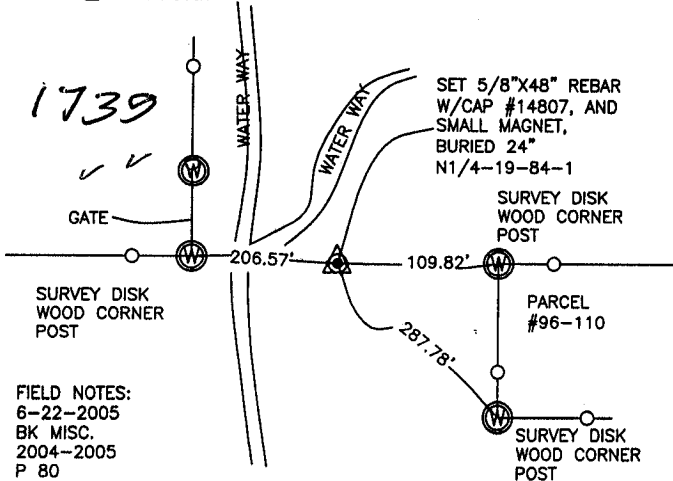 1739
WATER WAY
WATER WAY
SET 5/8"X48" REBAR
W/CAP #14807, AND
SMALL MAGNET,
BURIED 24"
N1/4-19-84-1
W
GATE
SURVEY DISK
WOOD CORNER
POST
W
206.57'
109.82'
W
SURVEY DISK
WOOD CORNER
POST
PARCEL
#96-110
287.78'
FIELD NOTES:
6-22-2005
BK MISC.
2004-2005
P 80
W
SURVEY DISK
WOOD CORNER
POST